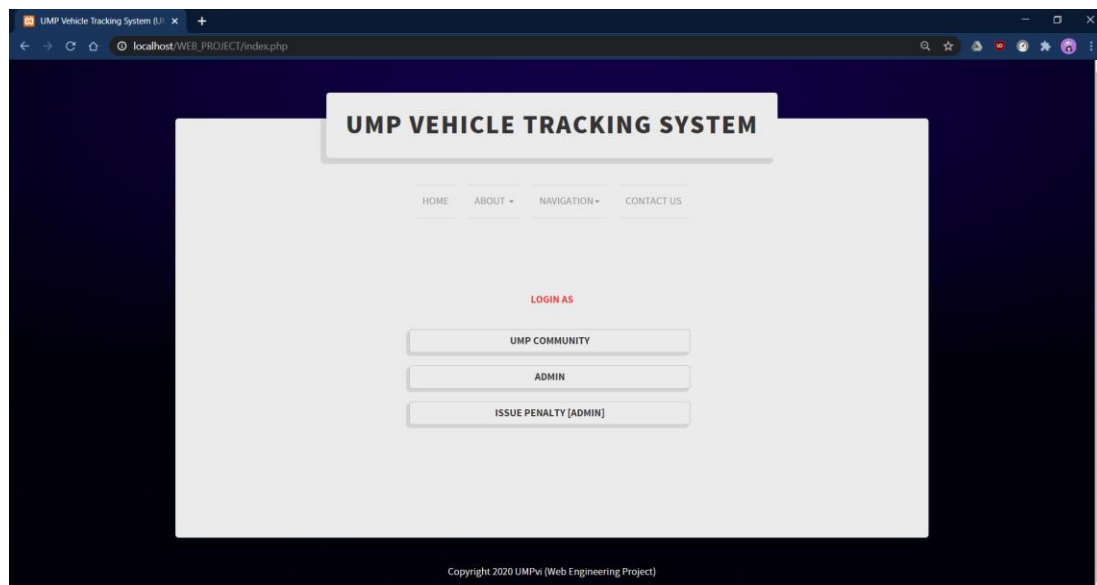 UMP Vehicle Tracking System (U
localhost/WEB_PROJECT/index.php
UMP VEHICLE TRACKING SYSTEM
HOME ABOUT NAVIGATION CONTACT US
LOGIN AS
UMP COMMUNITY
ADMIN
ISSUE PENALTY [ADMIN]
Copyright 2020 UMPvi (Web Engineering Project)